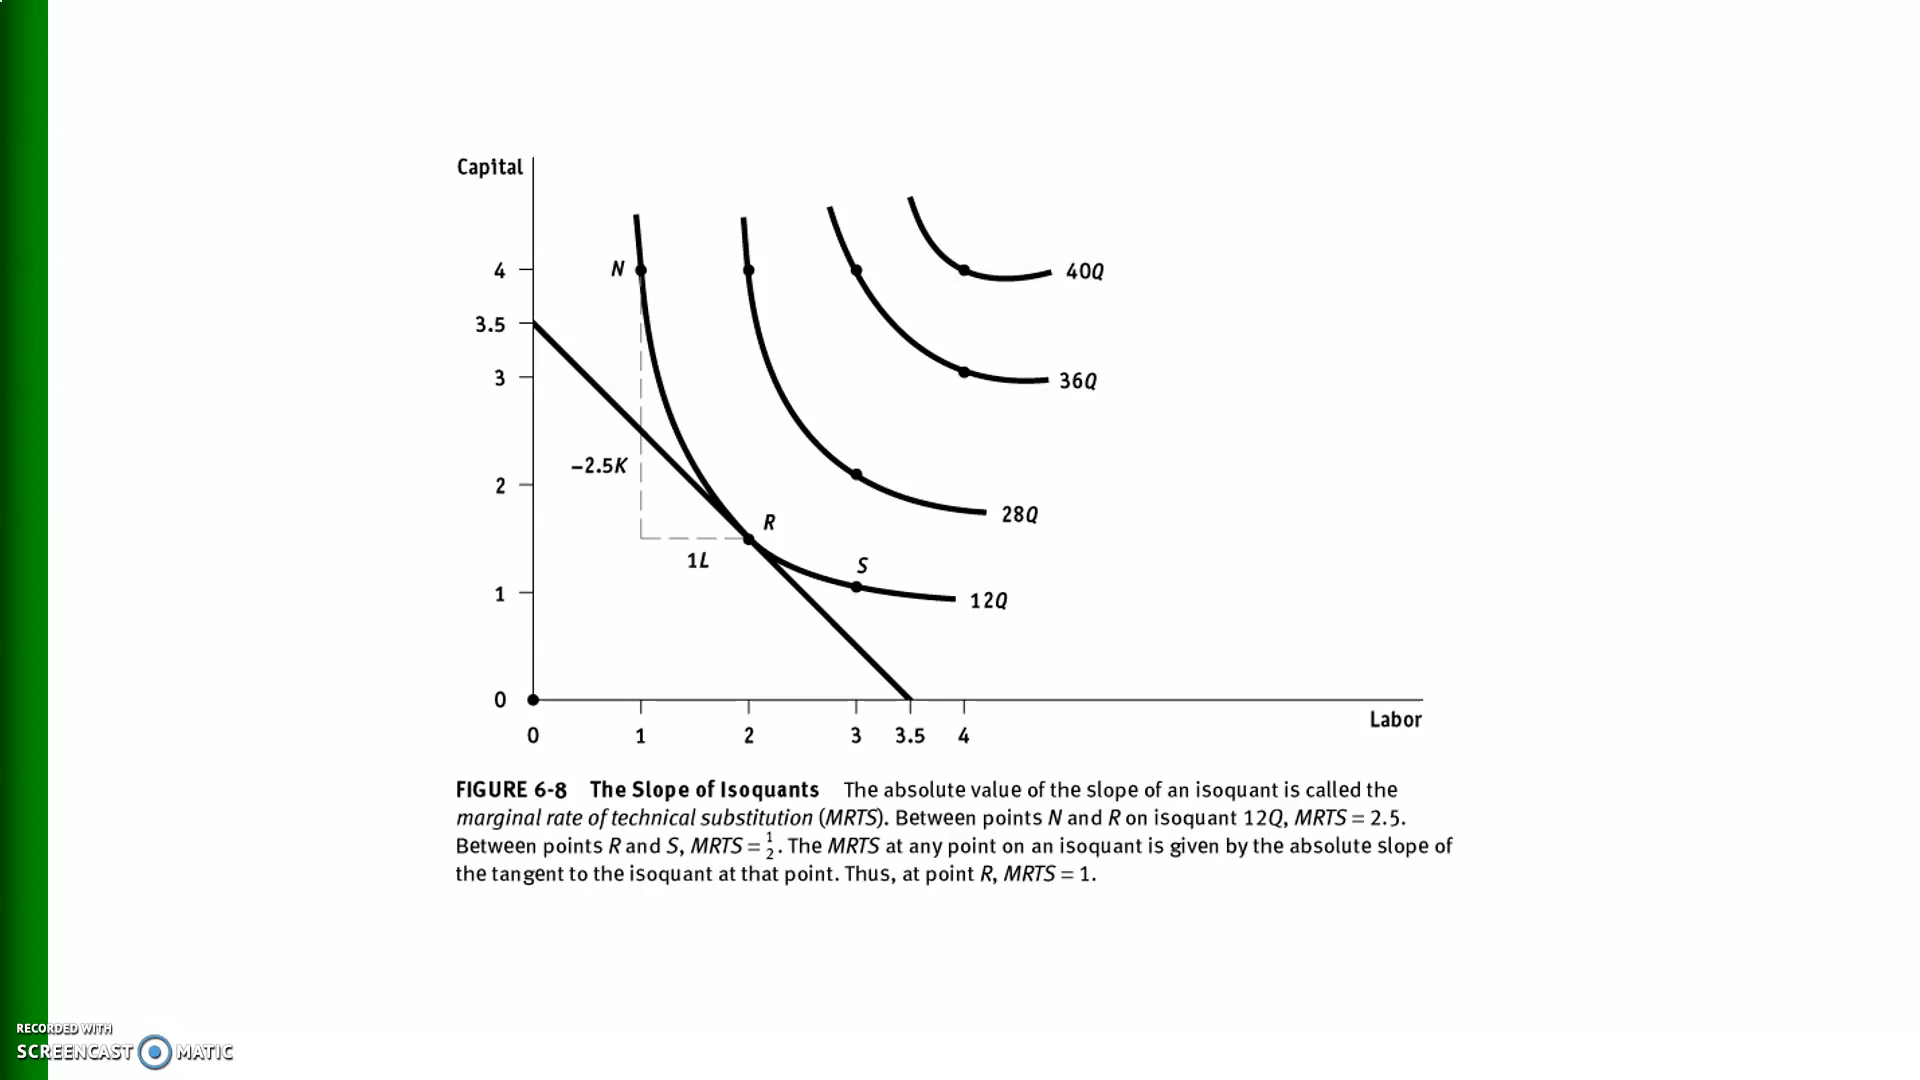 Capital
4
3.5
3
2
1
0
N
−2.5K
1L
R
S
40Q
36Q
28Q
12Q
0 1 2 3 3.5 4
Labor
FIGURE 6-8 The Slope of Isoquants The absolute value of the slope of an isoquant is called the
marginal rate of technical substitution (MRTS). Between points N and R on isoquant 12Q, MRTS = 2.5.
Between points R and S, MRTS = 1/2. The MRTS at any point on an isoquant is given by the absolute slope of
the tangent to the isoquant at that point. Thus, at point R, MRTS = 1.
RECORDED WITH
SCREENCAST MATIC